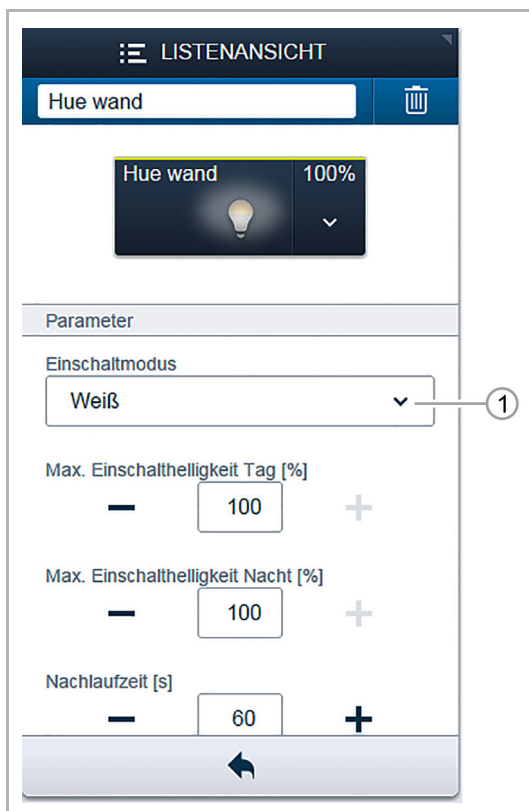 LISTENANSICHT
Hue wand
Hue wand 100%
Parameter
Einschaltmodus
Weiß
1
Max. Einschalthelligkeit Tag [%]
100
Max. Einschalthelligkeit Nacht [%]
100
Nachlaufzeit [s]
60